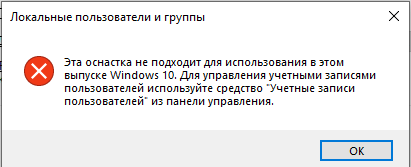 Локальные пользователи и группы
Эта оснастка не подходит для использования в этом
выпуске Windows 10. Для управления учетными записями
пользователей используйте средство "Учетные записи
пользователей" из панели управления.
ОК